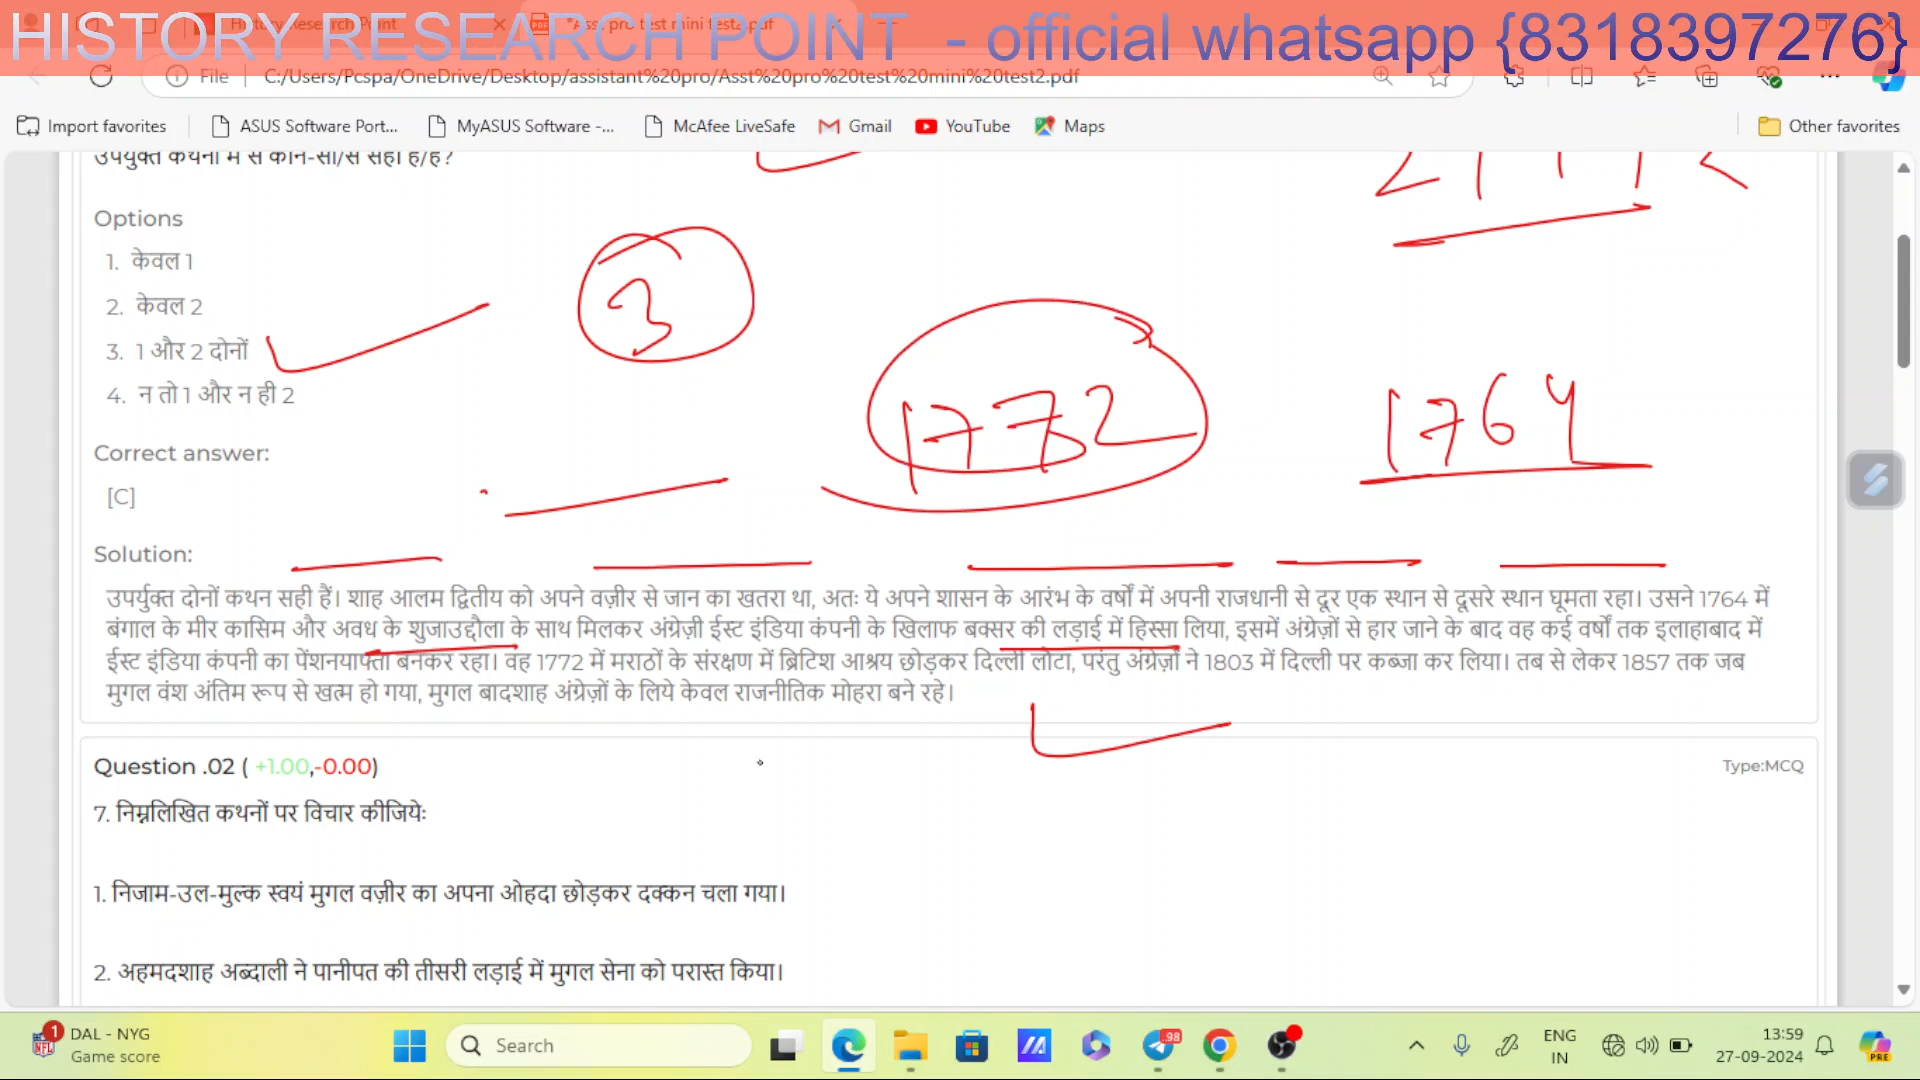 HISTORY RESEARCH POINT - official whatsapp {8318397276}
File
C:/Users/Pcspa/OneDrive/Desktop/assistant%20pro/Asst%20pro%20test%20mini%20test2.pdf
Import favorites
ASUS Software Port...
MyASUS Software -...
McAfee LiveSafe
Gmail
YouTube
Maps
Other favorites
उपर्युक्त कथनों में से कौन-सा/से सही है/हैं?
Options
1. केवल 1
2. केवल 2
3. 1 और 2 दोनों
4. न तो 1 और न ही 2
3
1772
1764
Correct answer:
[C]
Solution:
उपर्युक्त दोनों कथन सही हैं। शाह आलम द्वितीय को अपने वज़ीर से जान का खतरा था, अतः ये अपने शासन के आरंभ के वर्षों में अपनी राजधानी से दूर एक स्थान से दूसरे स्थान घूमता रहा। उसने 1764 में
बंगाल के मीर कासिम और अवध के शुजाउद्दौला के साथ मिलकर अंग्रेज़ी ईस्ट इंडिया कंपनी के खिलाफ बक्सर की लड़ाई में हिस्सा लिया, इसमें अंग्रेज़ों से हार जाने के बाद वह कई वर्षों तक इलाहाबाद में
ईस्ट इंडिया कंपनी का पेंशनयाफ्ता बनकर रहा। वह 1772 में मराठों के संरक्षण में ब्रिटिश आश्रय छोड़कर दिल्ली लौटा, परंतु अंग्रेज़ों ने 1803 में दिल्ली पर कब्जा कर लिया। तब से लेकर 1857 तक जब
मुगल वंश अंतिम रूप से खत्म हो गया, मुगल बादशाह अंग्रेज़ों के लिये केवल राजनीतिक मोहरा बने रहे।
Question .02 ( +1.00,-0.00)
Type:MCQ
7. निम्नलिखित कथनों पर विचार कीजियेः
1. निजाम-उल-मुल्क स्वयं मुगल वज़ीर का अपना ओहदा छोड़कर दक्कन चला गया।
2. अहमदशाह अब्दाली ने पानीपत की तीसरी लड़ाई में मुगल सेना को परास्त किया।
1
DAL - NYG
Game score
Search
98
ENG
IN
13:59
27-09-2024
PRE